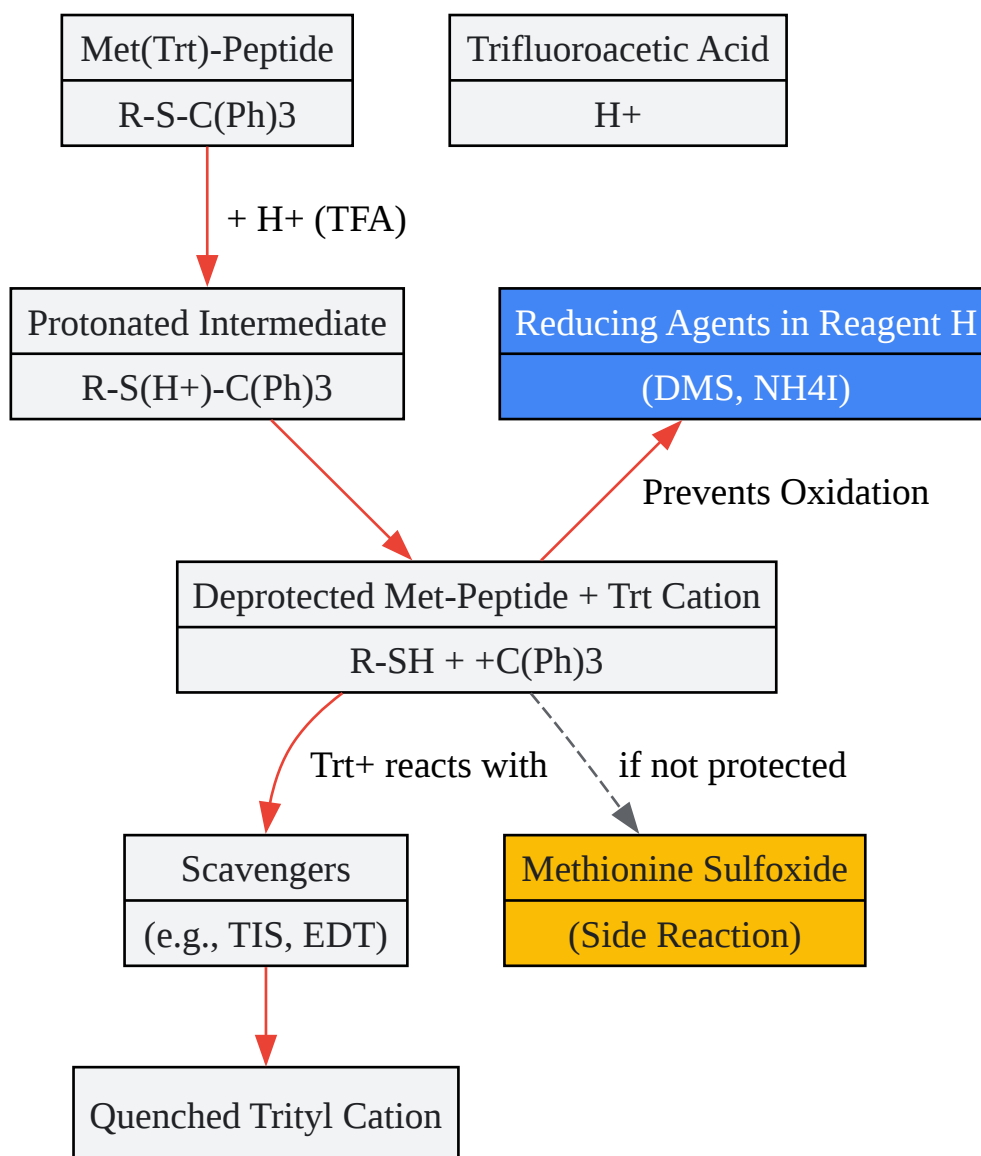 Met(Trt)-Peptide
R-S-C(Ph)3
Trifluoroacetic Acid
H+
+ H+ (TFA)
Protonated Intermediate
R-S(H+)-C(Ph)3
Reducing Agents in Reagent H
(DMS, NH4I)
Prevents Oxidation
Deprotected Met-Peptide + Trt Cation
R-SH + +C(Ph)3
Trt+ reacts with
if not protected
Scavengers
(e.g., TIS, EDT)
Methionine Sulfoxide
(Side Reaction)
Quenched Trityl Cation